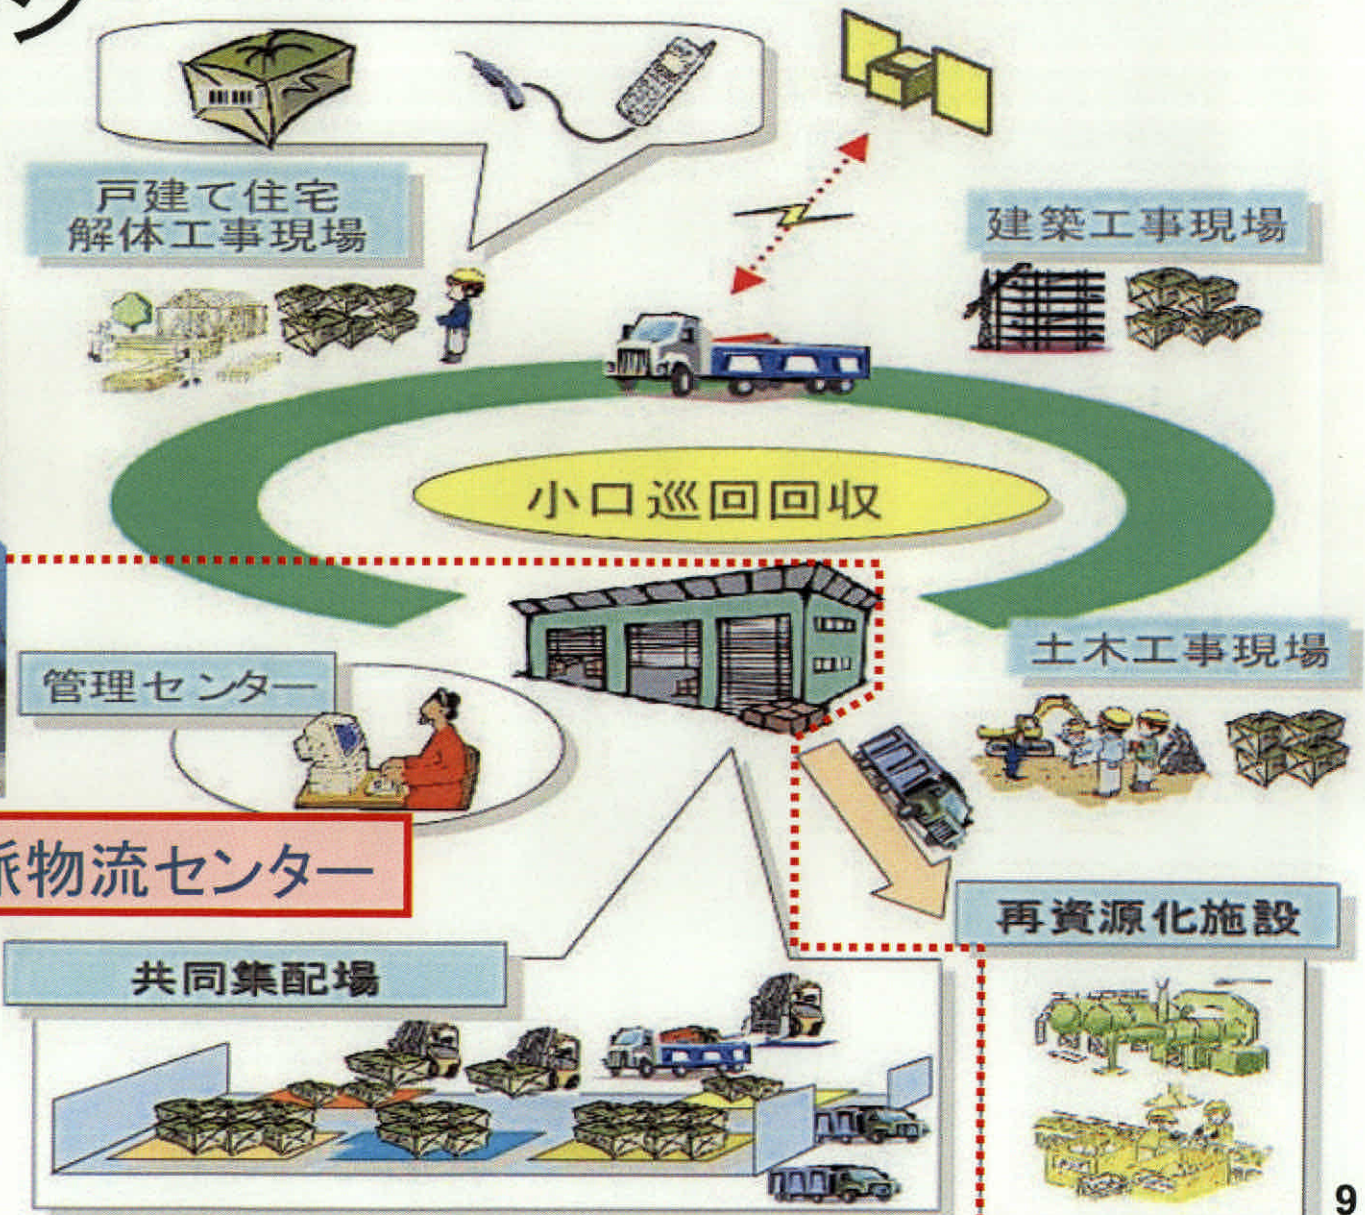 戸建て住宅
解体工事現場
建築工事現場
小口巡回回収
土木工事現場
管理センター
物流センター
再資源化施設
共同集配場
9